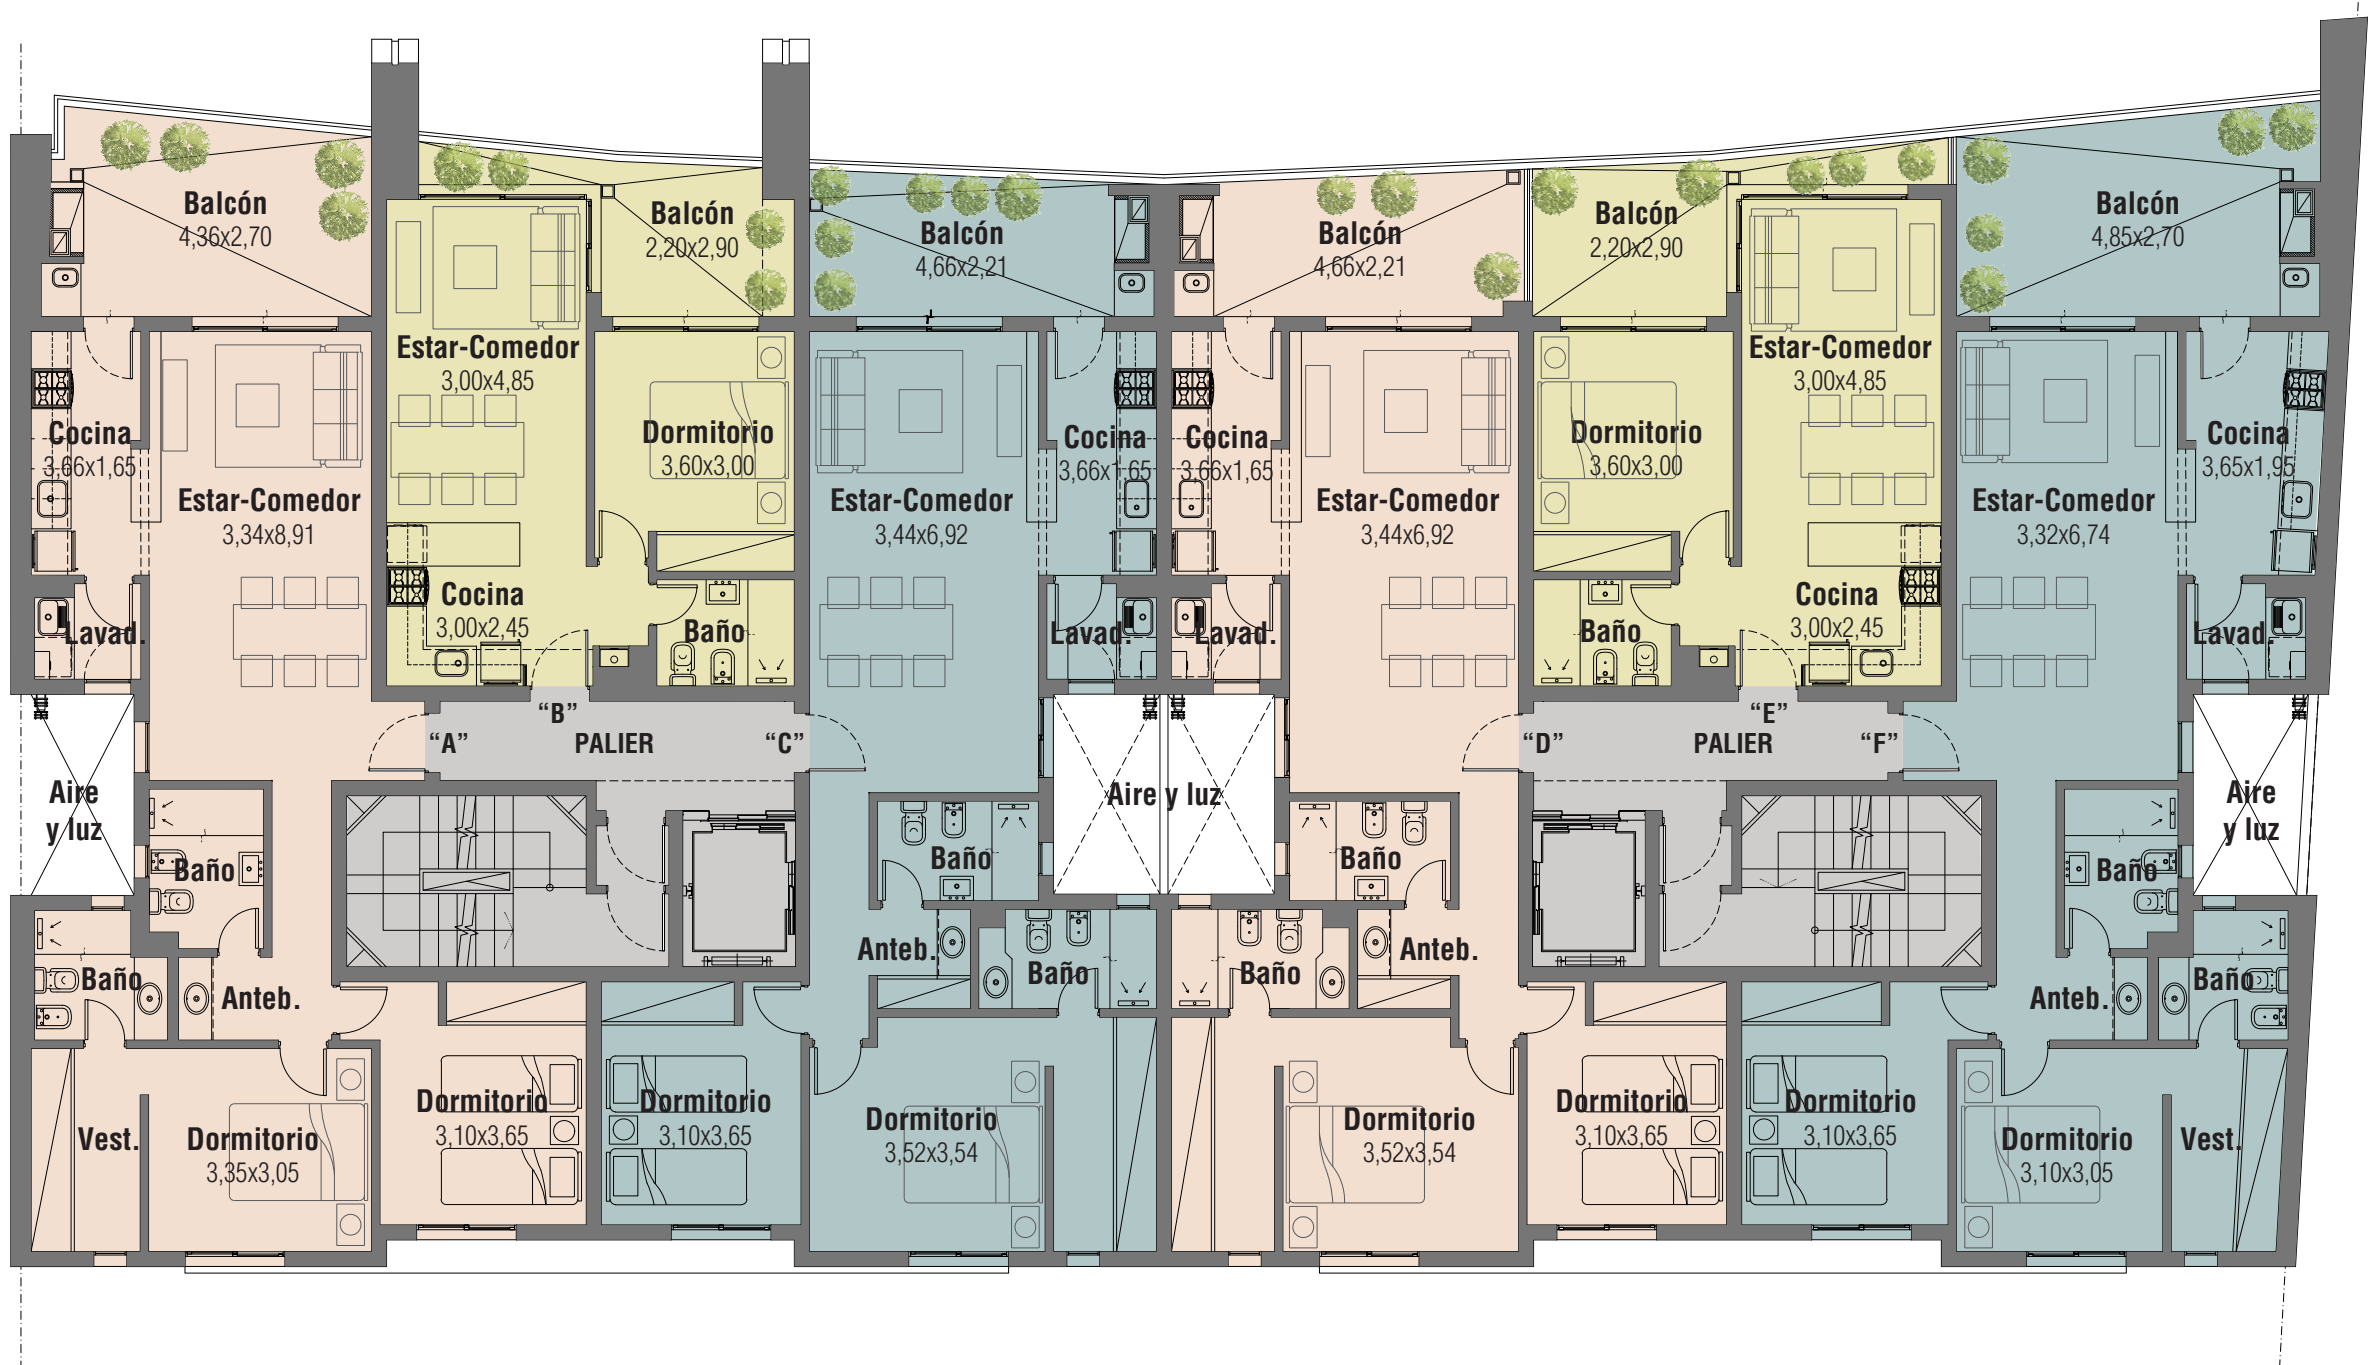 Balcón
4,36x2,70
Balcón
2,20x2,90
Balcón
4,66x2,21
Balcón
4,66x2,21
Balcón
2,20x2,90
Balcón
4,85x2,70
Estar-Comedor
3,00x4,85
Estar-Comedor
3,00x4,85
Cocina
3,66x1,65
Dormitorio
3,60x3,00
Cocina
3,66x1,65
Cocina
3,66x1,65
Dormitorio
3,60x3,00
Cocina
3,65x1,95
Estar-Comedor
3,34x8,91
Estar-Comedor
3,44x6,92
Estar-Comedor
3,44x6,92
Estar-Comedor
3,32x6,74
Cocina
3,00x2,45
Cocina
3,00x2,45
Lavad.
Baño
Lavad.
Lavad.
Baño
Lavad.
“B”
“E”
“A”
PALIER
“C”
“D”
PALIER
“F”
Aire
y luz
Aire y luz
Aire
y luz
Baño
Baño
Baño
Baño
Baño
Anteb.
Anteb.
Baño
Baño
Anteb.
Anteb.
Baño
Vest.
Dormitorio
3,35x3,05
Dormitorio
3,10x3,65
Dormitorio
3,10x3,65
Dormitorio
3,52x3,54
Dormitorio
3,52x3,54
Dormitorio
3,10x3,65
Dormitorio
3,10x3,65
Dormitorio
3,10x3,05
Vest.